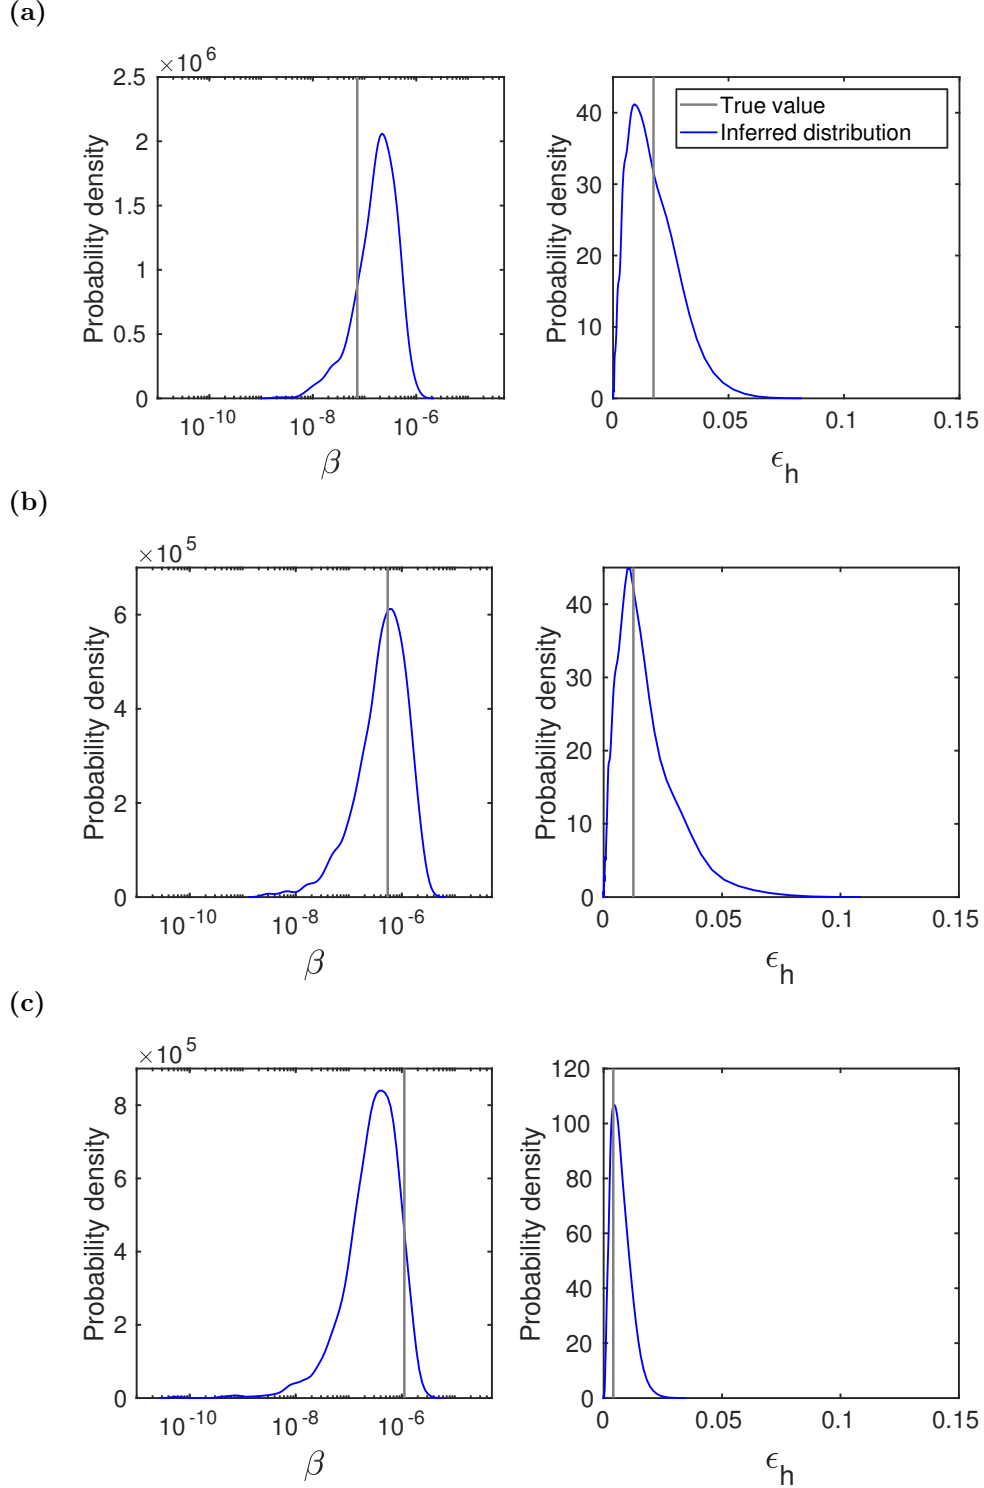 (a)
×10^6
2.5
2
1.5
1
0.5
0
Probability density
10^-10 10^-8 10^-6
β
40
30
20
10
0
Probability density
True value
Inferred distribution
0 0.05 0.1 0.15
ϵ_h
(b)
×10^5
6
4
2
0
Probability density
10^-10 10^-8 10^-6
β
40
30
20
10
0
Probability density
0 0.05 0.1 0.15
ϵ_h
(c)
×10^5
8
6
4
2
0
Probability density
10^-10 10^-8 10^-6
β
120
100
80
60
40
20
0
Probability density
0 0.05 0.1 0.15
ϵ_h